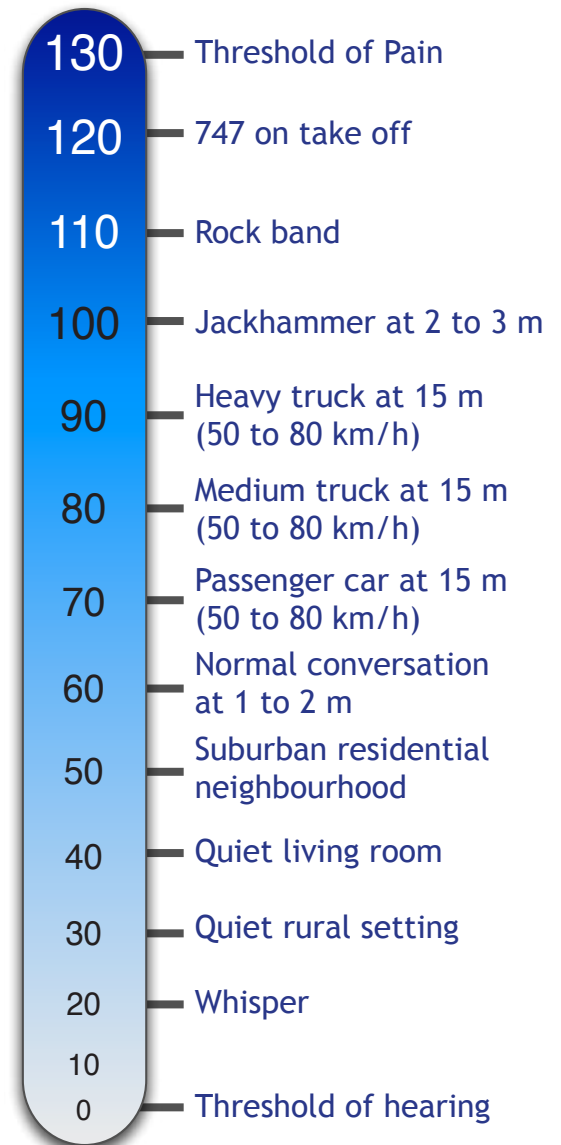 130 Threshold of Pain
120 747 on take off
110 Rock band
100 Jackhammer at 2 to 3 m
90 Heavy truck at 15 m
(50 to 80 km/h)
80 Medium truck at 15 m
(50 to 80 km/h)
70 Passenger car at 15 m
(50 to 80 km/h)
60 Normal conversation
at 1 to 2 m
50 Suburban residential
neighbourhood
40 Quiet living room
30 Quiet rural setting
20 Whisper
10
0 Threshold of hearing